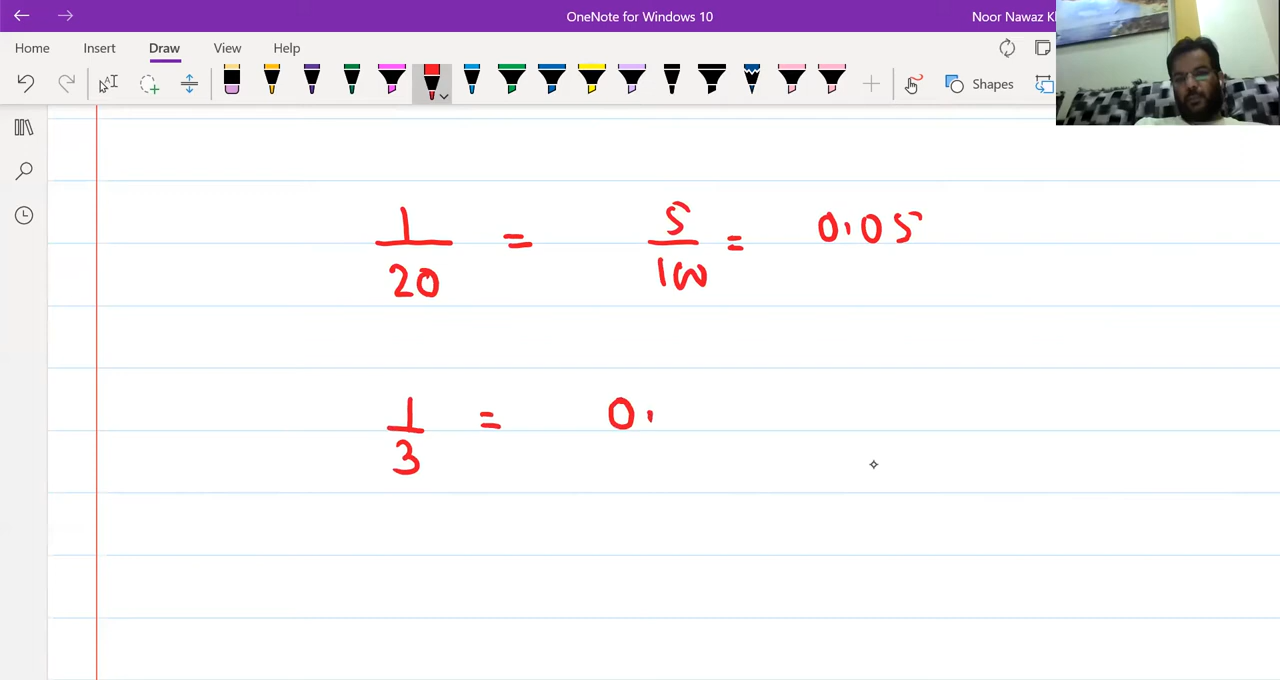 OneNote for Windows 10
Noor Nawaz Kh
Home Insert Draw View Help
Shapes
1/20 = 5/100 = 0.05
1/3 = 0.